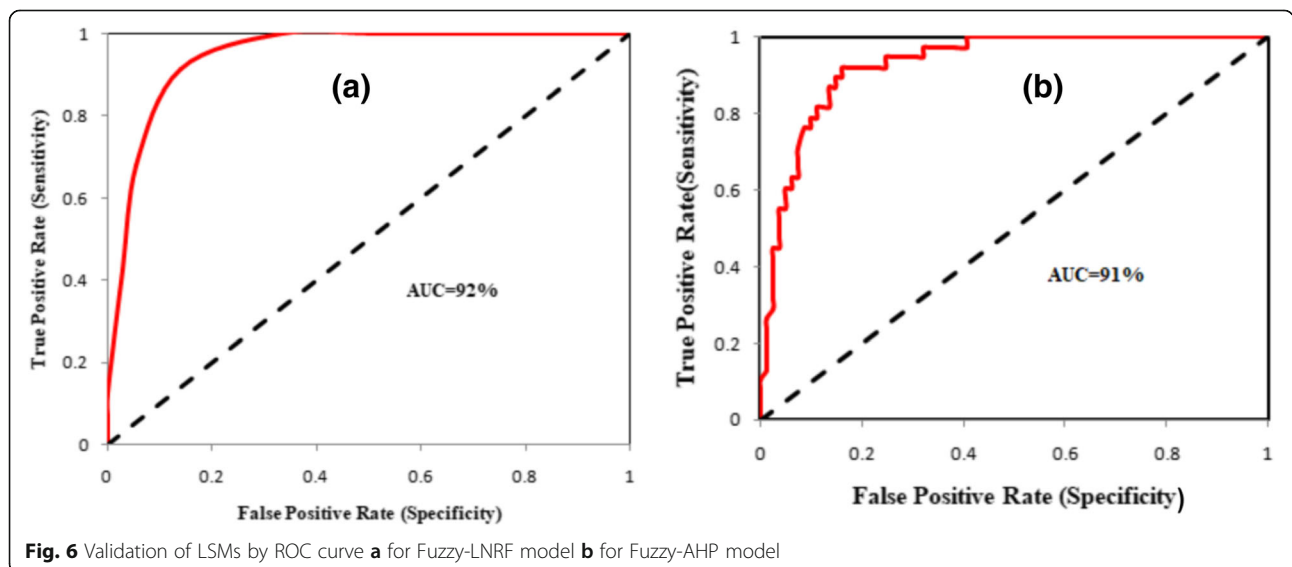 (a)
True Positive Rate (Sensitivity)
1
0.8
0.6
0.4
0.2
0
AUC=92%
0
0.2
0.4
0.6
0.8
1
False Positive Rate (Specificity)
(b)
True Positive Rate(Sensitivity)
1
0.8
0.6
0.4
0.2
0
AUC=91%
0
0.2
0.4
0.6
0.8
1
False Positive Rate (Specificity)
Fig. 6 Validation of LSMs by ROC curve a for Fuzzy-LNRF model b for Fuzzy-AHP model